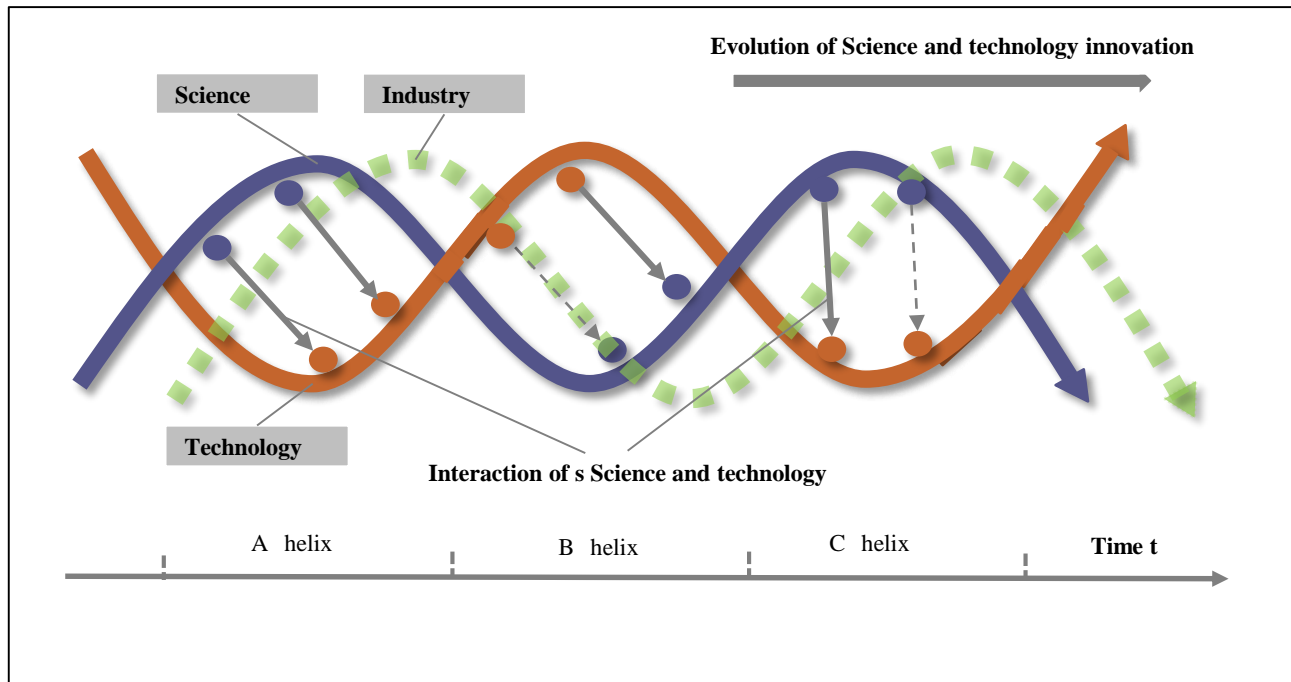 Evolution of Science and technology innovation
Science
Industry
Technology
Interaction of s Science and technology
A helix
B helix
C helix
Time t